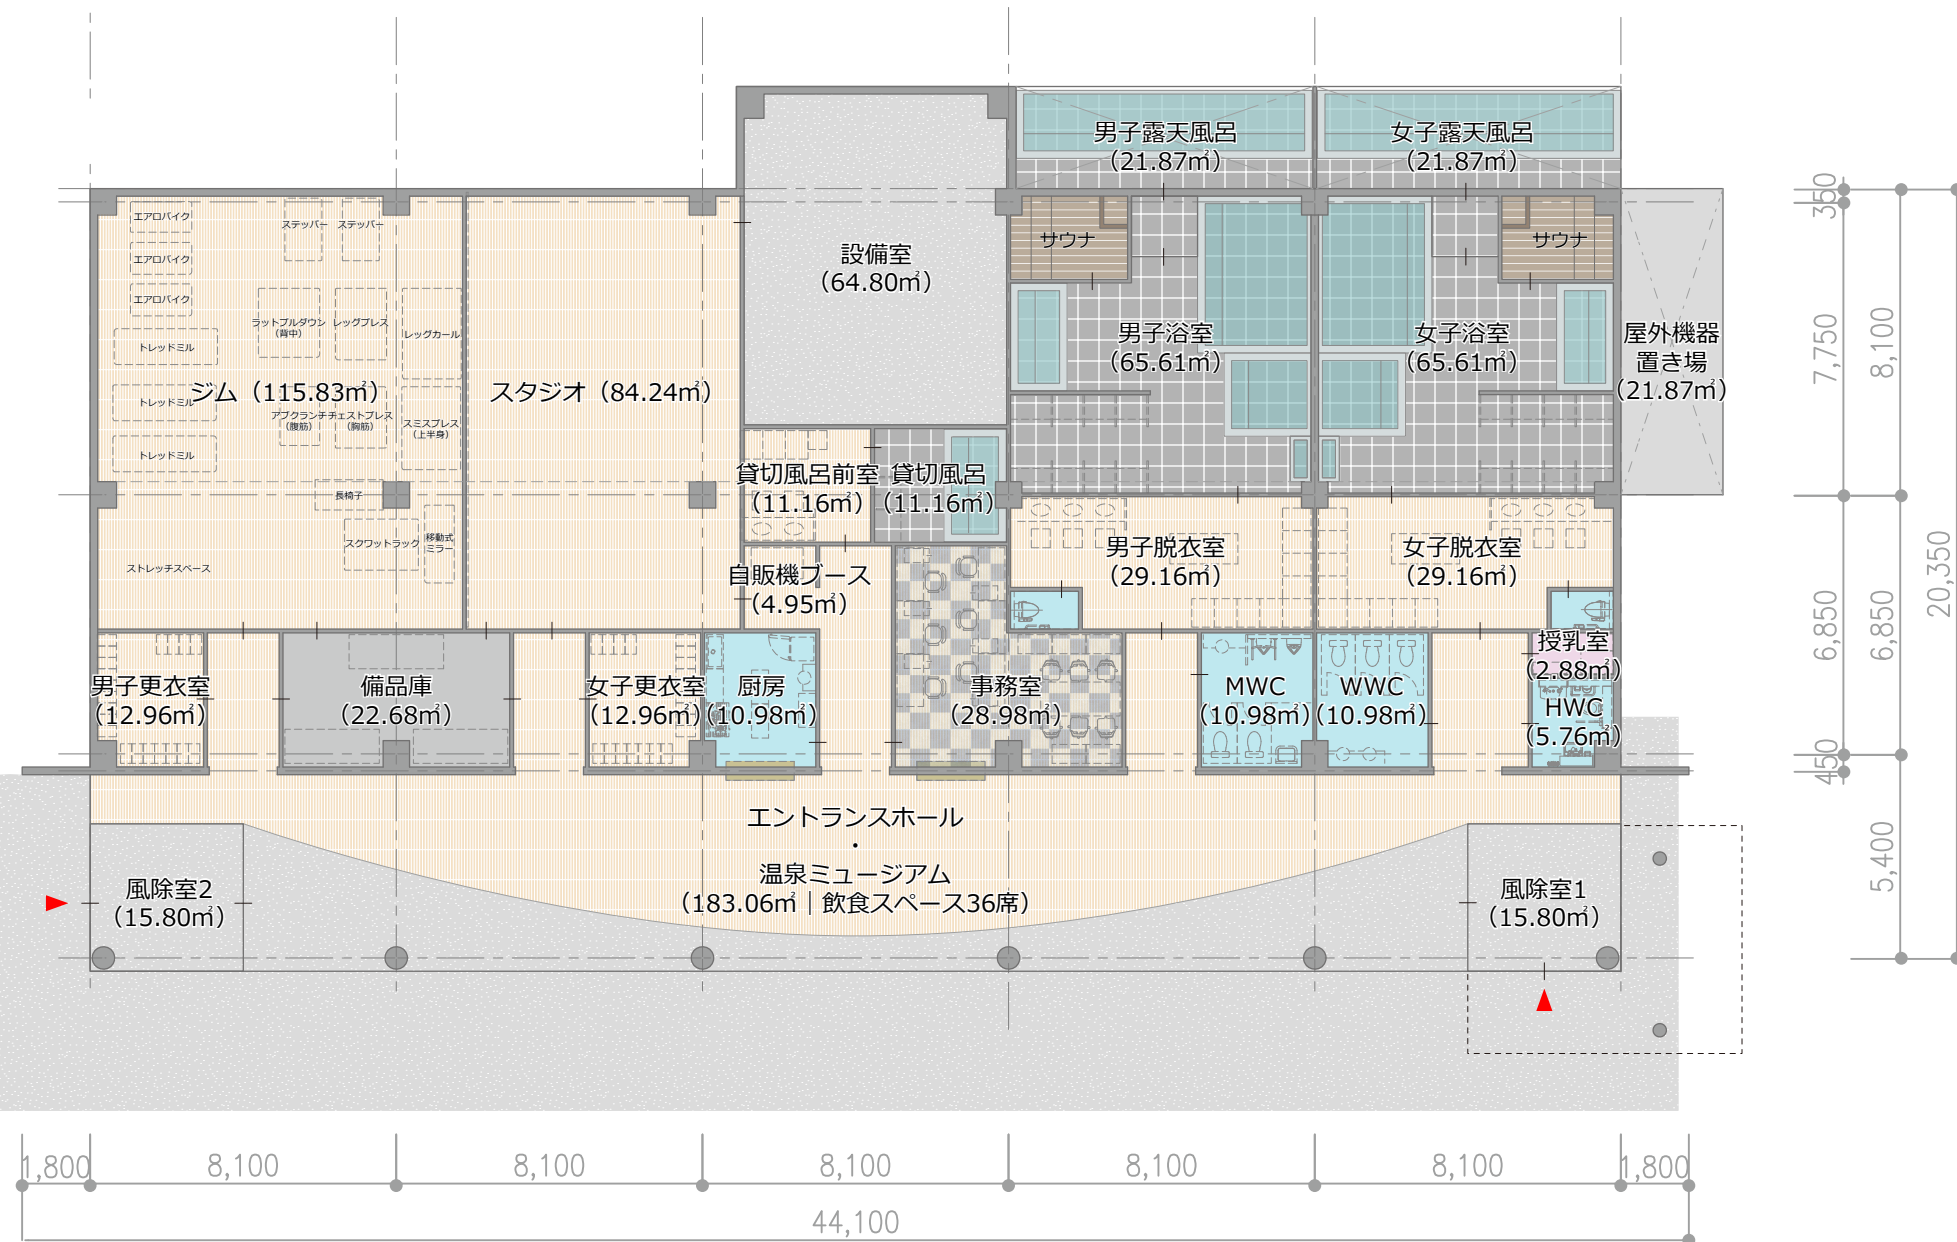 男子露天風呂
（21.87㎡）
女子露天風呂
（21.87㎡）
エアロバイク
エアロバイク
エアロバイク
ステッパー
ステッパー
トレッドミル
トレッドミル
トレッドミル
ラットプルダウン
（背中）
レッグプレス
レッグカール
ジム（115.83㎡）
アブクランチ
（腹筋）
チェストプレス
（胸筋）
スミスプレス
（上半身）
長椅子
スクワットラック
移動式
ミラー
ストレッチスペース
スタジオ（84.24㎡）
設備室
（64.80㎡）
サウナ
サウナ
男子浴室
（65.61㎡）
女子浴室
（65.61㎡）
屋外機器
置き場
（21.87㎡）
貸切風呂前室
（11.16㎡）
貸切風呂
（11.16㎡）
自販機ブース
（4.95㎡）
男子脱衣室
（29.16㎡）
女子脱衣室
（29.16㎡）
男子更衣室
（12.96㎡）
備品庫
（22.68㎡）
女子更衣室
（12.96㎡）
厨房
（10.98㎡）
事務室
（28.98㎡）
MWC
（10.98㎡）
WWC
（10.98㎡）
授乳室
（2.88㎡）
HWC
（5.76㎡）
エントランスホール
・
温泉ミュージアム
（183.06㎡｜飲食スペース36席）
風除室2
（15.80㎡）
風除室1
（15.80㎡）
350
7,750
8,100
6,850
6,850
20,350
450
5,400
1,800
8,100
8,100
8,100
8,100
8,100
1,800
44,100